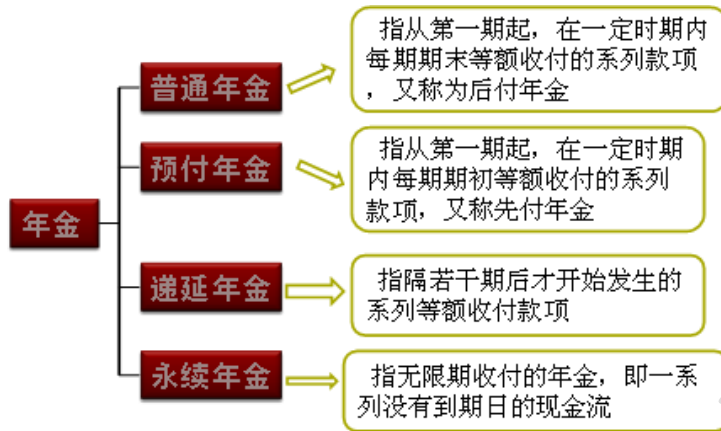 年金
普通年金
指从第一期起，在一定时期内
每期期末等额收付的系列款项
，又称为后付年金
预付年金
指从第一期起，在一定时期
内每期期初等额收付的系列
款项，又称先付年金
递延年金
指隔若干期后才开始发生的
系列等额收付款项
永续年金
指无限期收付的年金，即一系
列没有到期日的现金流